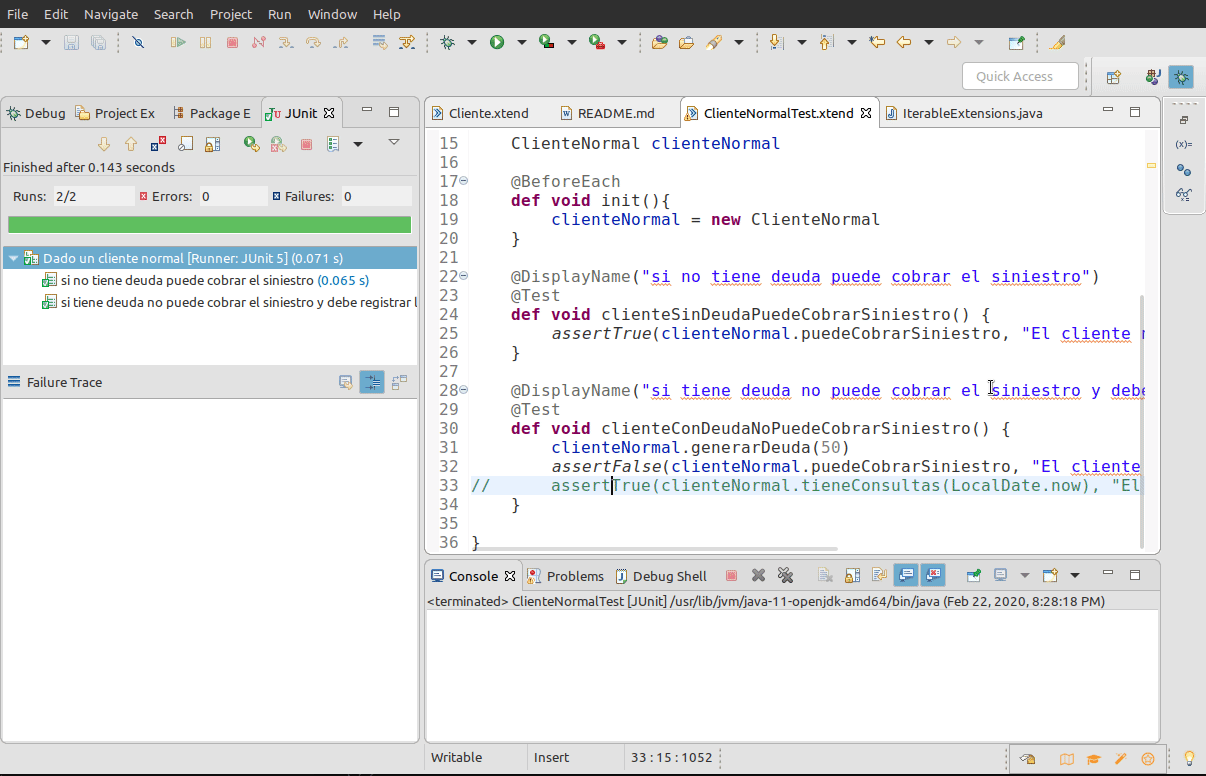 File Edit Navigate Search Project Run Window Help
Quick Access
Debug Project Ex Package E JUnit
Finished after 0.143 seconds
Runs: 2/2 Errors: 0 Failures: 0
Dado un cliente normal [Runner: JUnit 5] (0.071 s)
si no tiene deuda puede cobrar el siniestro (0.065 s)
si tiene deuda no puede cobrar el siniestro y debe registrar l
Failure Trace
Cliente.xtend README.md ClienteNormalTest.xtend IterableExtensions.java
15 ClienteNormal clienteNormal
16
17 @BeforeEach
18 def void init(){
19 clienteNormal = new ClienteNormal
20 }
21
22 @DisplayName("si no tiene deuda puede cobrar el siniestro")
23 @Test
24 def void clienteSinDeudaPuedeCobrarSiniestro() {
25 assertTrue(clienteNormal.puedeCobrarSiniestro, "El cliente
26 }
27
28 @DisplayName("si tiene deuda no puede cobrar el siniestro y debe
29 @Test
30 def void clienteConDeudaNoPuedeCobrarSiniestro() {
31 clienteNormal.generarDeuda(50)
32 assertFalse(clienteNormal.puedeCobrarSiniestro, "El cliente
33 // assertTrue(clienteNormal.tieneConsultas(LocalDate.now), "El
34 }
35
36 }
(x)=
Console Problems Debug Shell
<terminated> ClienteNormalTest [JUnit] /usr/lib/jvm/java-11-openjdk-amd64/bin/java (Feb 22, 2020, 8:28:18 PM)
Writable Insert 33 : 15 : 1052